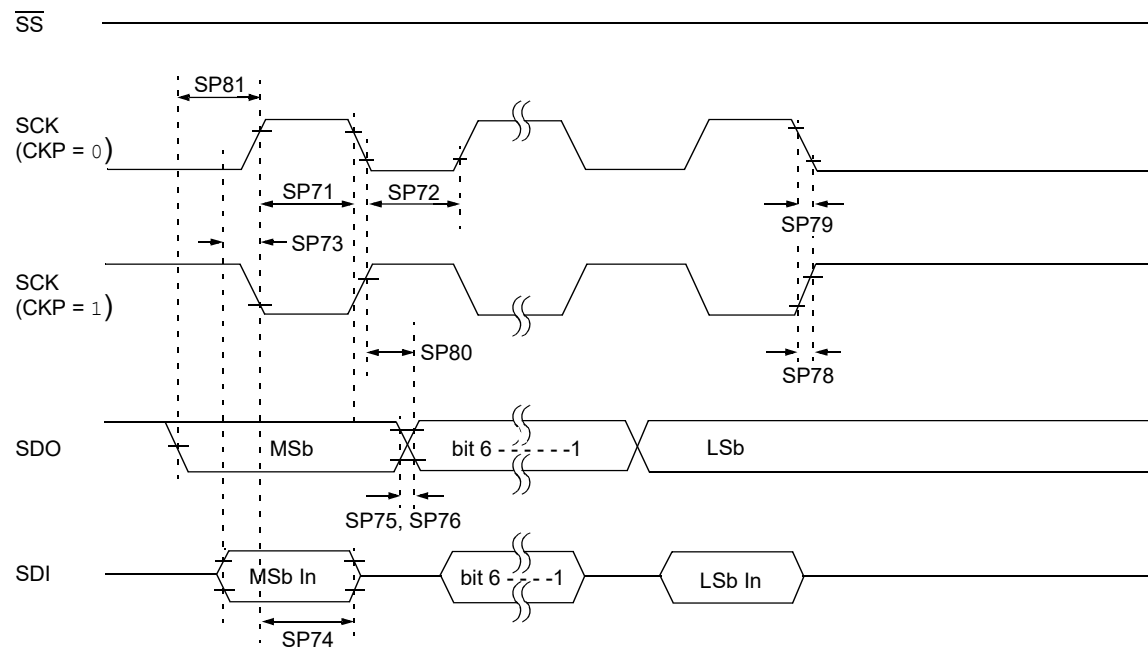 SS
SP81
SCK
(CKP = 0)
SP71
SP72
SP79
SP73
SCK
(CKP = 1)
SP80
SP78
SDO
MSb
bit 6 - - - - - - -1
LSb
SP75, SP76
SDI
MSb In
bit 6 - - - - -1
LSb In
SP74